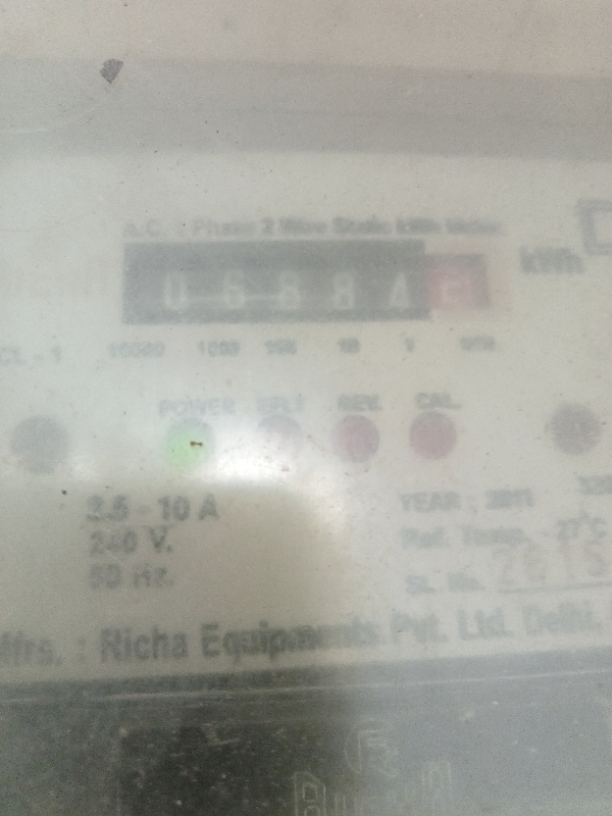 A.C. Phase 2 Wire Static kWh Meter
0 6 8 8 4
kWh
CL - 1 10000 1000 100 10 1 1/10
POWER REV. CAL.
2.5 - 10 A
240 V.
50 Hz.
YEAR : 2011
Ref. Temp. - 27°C
SL. No.
Mfrs. : Richa Equipments Pvt. Ltd. Delhi.